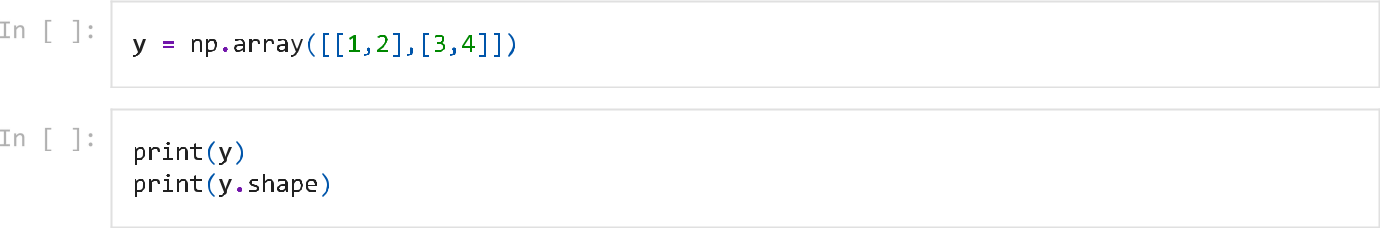 In [ ]:
y = np.array([[1,2],[3,4]])
In [ ]:
print(y)
print(y.shape)